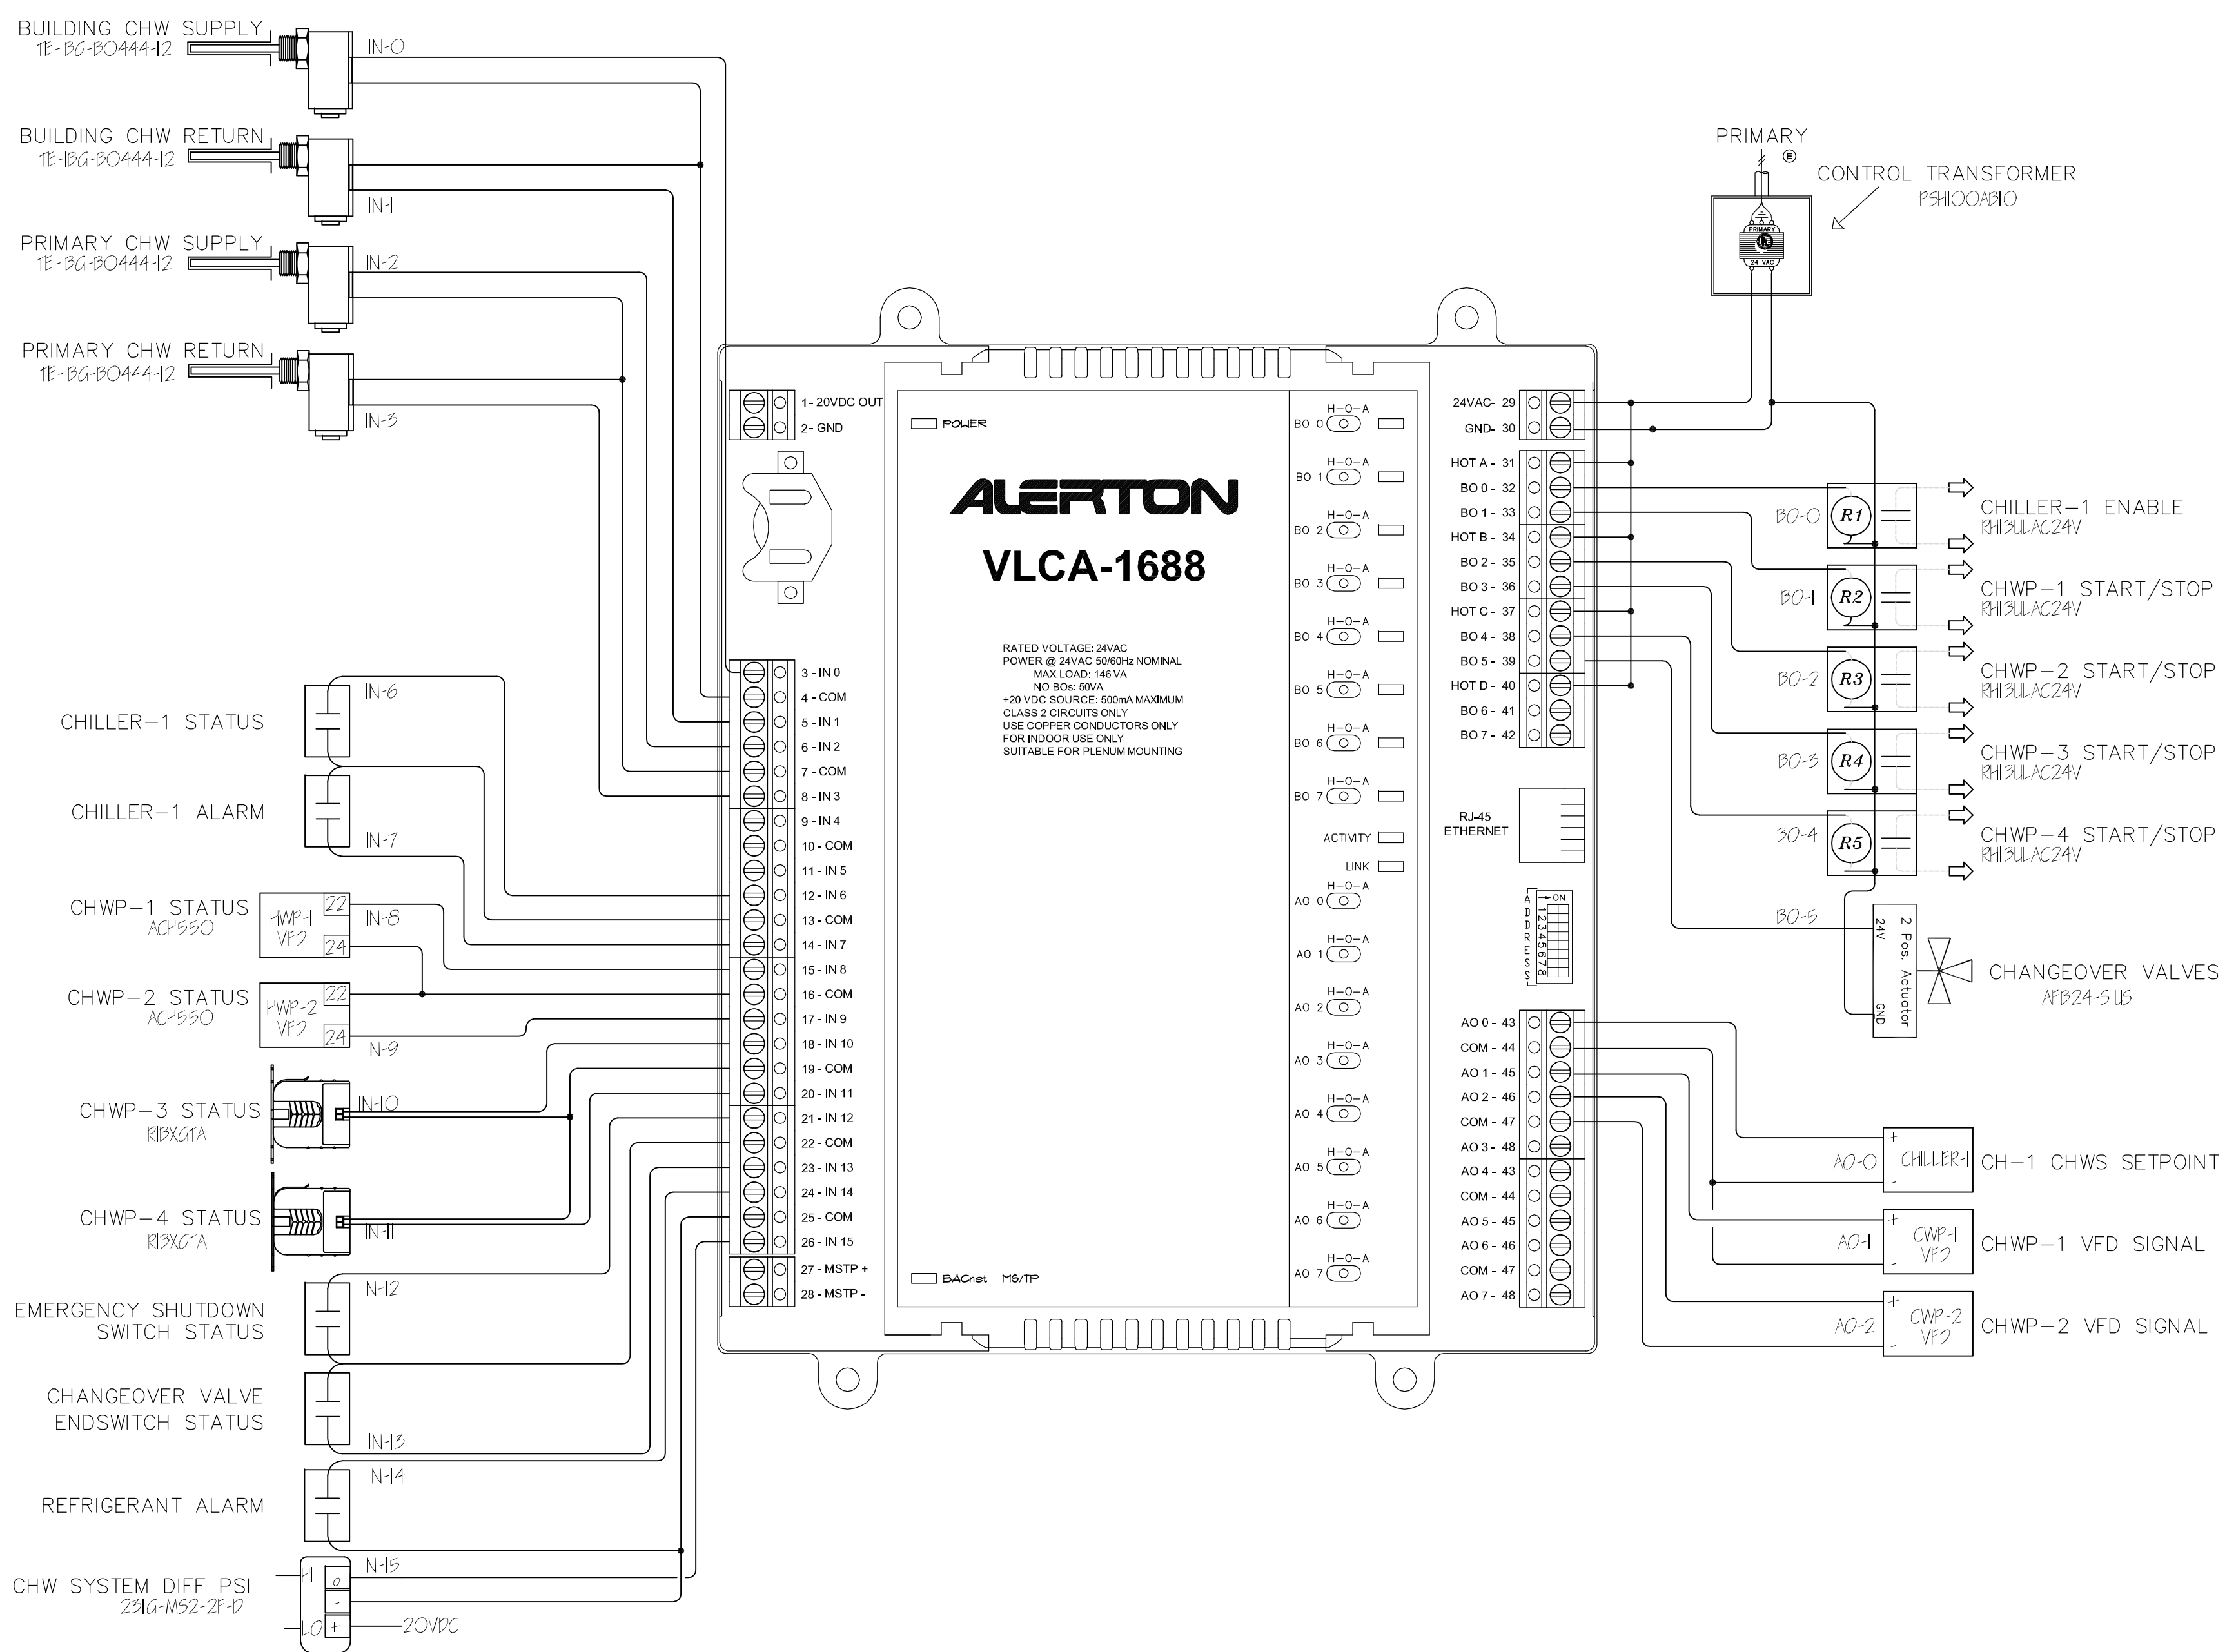 BUILDING CHW SUPPLY
TE-IBG-B0444-12
IN-0
BUILDING CHW RETURN
TE-IBG-B0444-12
IN-1
PRIMARY CHW SUPPLY
TE-IBG-B0444-12
IN-2
PRIMARY CHW RETURN
TE-IBG-B0444-12
IN-3
CHILLER-1 STATUS
IN-6
CHILLER-1 ALARM
IN-7
CHWP-1 STATUS
ACH550
HWP-1
VFD
22
24
IN-8
CHWP-2 STATUS
ACH550
HWP-2
VFD
22
24
IN-9
CHWP-3 STATUS
RIBXGTA
IN-10
CHWP-4 STATUS
RIBXGTA
IN-11
EMERGENCY SHUTDOWN
SWITCH STATUS
IN-12
CHANGEOVER VALVE
ENDSWITCH STATUS
IN-13
REFRIGERANT ALARM
IN-14
CHW SYSTEM DIFF PSI
231G-MS2-2F-D
HI
LO
O
-
+
IN-15
20VDC
1- 20VDC OUT
2- GND
3 - IN 0
4 - COM
5 - IN 1
6 - IN 2
7 - COM
8 - IN 3
9 - IN 4
10 - COM
11 - IN 5
12 - IN 6
13 - COM
14 - IN 7
15 - IN 8
16 - COM
17 - IN 9
18 - IN 10
19 - COM
20 - IN 11
21 - IN 12
22 - COM
23 - IN 13
24 - IN 14
25 - COM
26 - IN 15
27 - MSTP +
28 - MSTP -
POWER
ALERTON
VLCA-1688
RATED VOLTAGE: 24VAC
POWER @ 24VAC 50/60Hz NOMINAL
MAX LOAD: 146 VA
NO BOs: 50VA
+20 VDC SOURCE: 500mA MAXIMUM
CLASS 2 CIRCUITS ONLY
USE COPPER CONDUCTORS ONLY
FOR INDOOR USE ONLY
SUITABLE FOR PLENUM MOUNTING
BACnet MS/TP
H-O-A
BO 0
H-O-A
BO 1
H-O-A
BO 2
H-O-A
BO 3
H-O-A
BO 4
H-O-A
BO 5
H-O-A
BO 6
H-O-A
BO 7
ACTIVITY
LINK
H-O-A
AO 0
H-O-A
AO 1
H-O-A
AO 2
H-O-A
AO 3
H-O-A
AO 4
H-O-A
AO 5
H-O-A
AO 6
H-O-A
AO 7
24VAC- 29
GND- 30
HOT A - 31
BO 0 - 32
BO 1 - 33
HOT B - 34
BO 2 - 35
BO 3 - 36
HOT C - 37
BO 4 - 38
BO 5 - 39
HOT D - 40
BO 6 - 41
BO 7 - 42
RJ-45
ETHERNET
ADDRESS
ON
12345678
AO 0 - 43
COM - 44
AO 1 - 45
AO 2 - 46
COM - 47
AO 3 - 48
AO 4 - 43
COM - 44
AO 5 - 45
AO 6 - 46
COM - 47
AO 7 - 48
PRIMARY
E
CONTROL TRANSFORMER
PSH100AB10
PRIMARY
24 VAC
BO-0
R1
CHILLER-1 ENABLE
RHIBU1AC24V
BO-1
R2
CHWP-1 START/STOP
RHIBU1AC24V
BO-2
R3
CHWP-2 START/STOP
RHIBU1AC24V
BO-3
R4
CHWP-3 START/STOP
RHIBU1AC24V
BO-4
R5
CHWP-4 START/STOP
RHIBU1AC24V
BO-5
24V
GND
2 Pos. Actuator
CHANGEOVER VALVES
AFB24-S US
AO-0
+
-
CHILLER-1
CH-1 CHWS SETPOINT
AO-1
+
-
CWP-1
VFD
CHWP-1 VFD SIGNAL
AO-2
+
-
CWP-2
VFD
CHWP-2 VFD SIGNAL